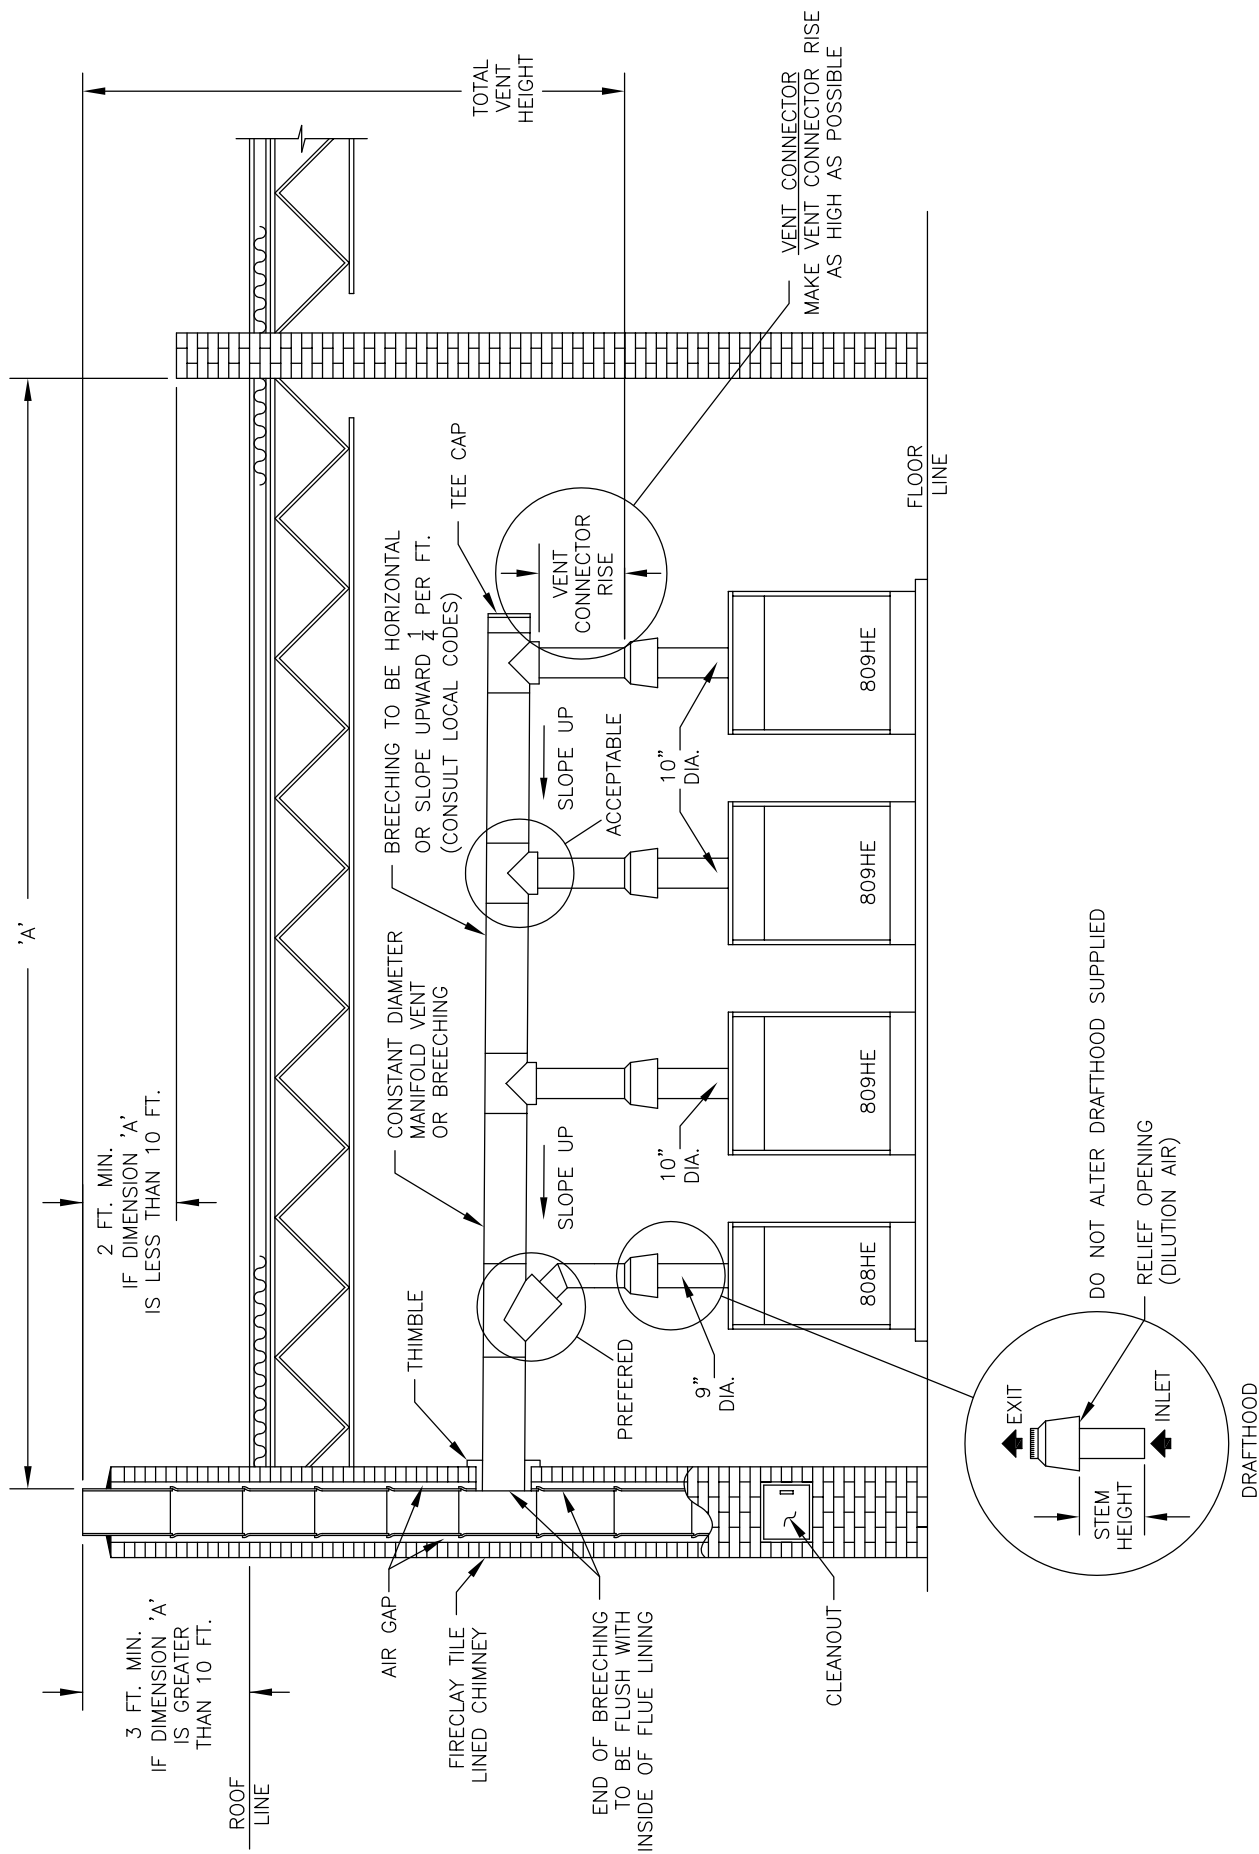 3 FT. MIN.
IF DIMENSION 'A'
IS GREATER
THAN 10 FT.
ROOF
LINE
2 FT. MIN.
IF DIMENSION 'A'
IS LESS THAN 10 FT.
'A'
TOTAL
VENT
HEIGHT
AIR GAP
THIMBLE
CONSTANT DIAMETER
MANIFOLD VENT
OR BREECHING
BREECHING TO BE HORIZONTAL
OR SLOPE UPWARD 1/4 PER FT.
(CONSULT LOCAL CODES)
TEE CAP
FIRECLAY TILE
LINED CHIMNEY
END OF BREECHING
TO BE FLUSH WITH
INSIDE OF FLUE LINING
CLEANOUT
PREFERED
SLOPE UP
SLOPE UP
ACCEPTABLE
VENT
CONNECTOR
RISE
VENT CONNECTOR
MAKE VENT CONNECTOR RISE
AS HIGH AS POSSIBLE
9"
DIA.
10"
DIA.
10"
DIA.
808HE
809HE
809HE
809HE
FLOOR
LINE
EXIT
INLET
STEM
HEIGHT
DO NOT ALTER DRAFTHOOD SUPPLIED
RELIEF OPENING
(DILUTION AIR)
DRAFTHOOD